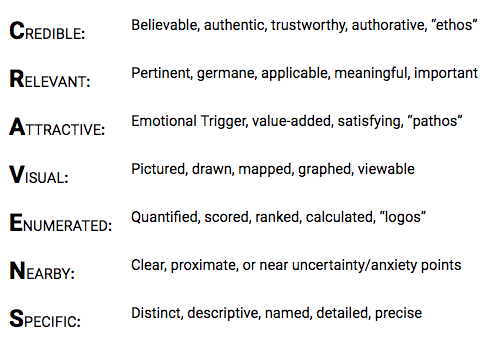 CREDIBLE: Believable, authentic, trustworthy, authorative, “ethos”
RELEVANT: Pertinent, germane, applicable, meaningful, important
ATTRACTIVE: Emotional Trigger, value-added, satisfying, “pathos”
VISUAL: Pictured, drawn, mapped, graphed, viewable
ENUMERATED: Quantified, scored, ranked, calculated, “logos”
NEARBY: Clear, proximate, or near uncertainty/anxiety points
SPECIFIC: Distinct, descriptive, named, detailed, precise